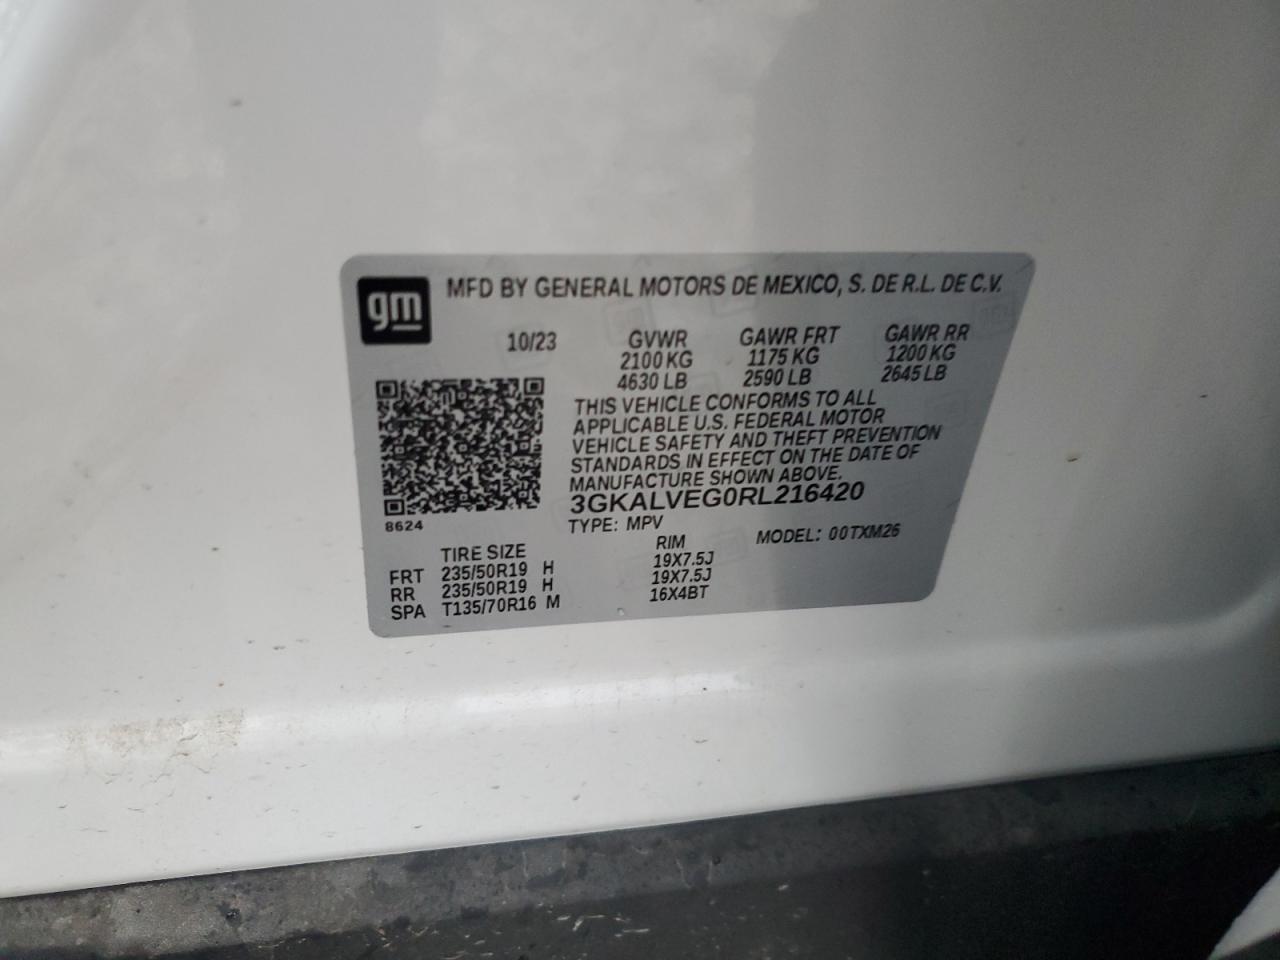 gm
MFD BY GENERAL MOTORS DE MEXICO, S. DE R.L. DE C.V.
10/23 GVWR GAWR FRT GAWR RR
2100 KG 1175 KG 1200 KG
4630 LB 2590 LB 2645 LB
THIS VEHICLE CONFORMS TO ALL
APPLICABLE U.S. FEDERAL MOTOR
VEHICLE SAFETY AND THEFT PREVENTION
STANDARDS IN EFFECT ON THE DATE OF
MANUFACTURE SHOWN ABOVE.
3GKALVEG0RL216420
8624
TYPE: MPV MODEL: 00TXM26
TIRE SIZE RIM
FRT 235/50R19 H 19X7.5J
RR 235/50R19 H 19X7.5J
SPA T135/70R16 M 16X4BT